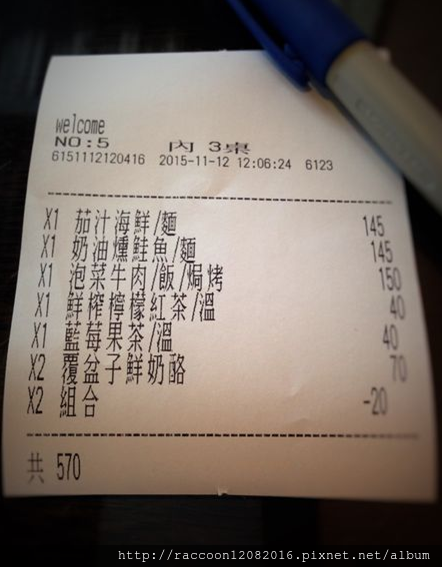 welcome
NO:5 內 3桌
6151112120416 2015-11-12 12:06:24 6123
X1 茄汁海鮮/麵 145
X1 奶油燻鮭魚/麵 145
X1 泡菜牛肉/飯/焗烤 150
X1 鮮榨檸檬紅茶/溫 40
X1 藍莓果茶/溫 40
X2 覆盆子鮮奶酪 70
X2 組合 -20
共 570
http://raccoon12082016.pixnet.net/album